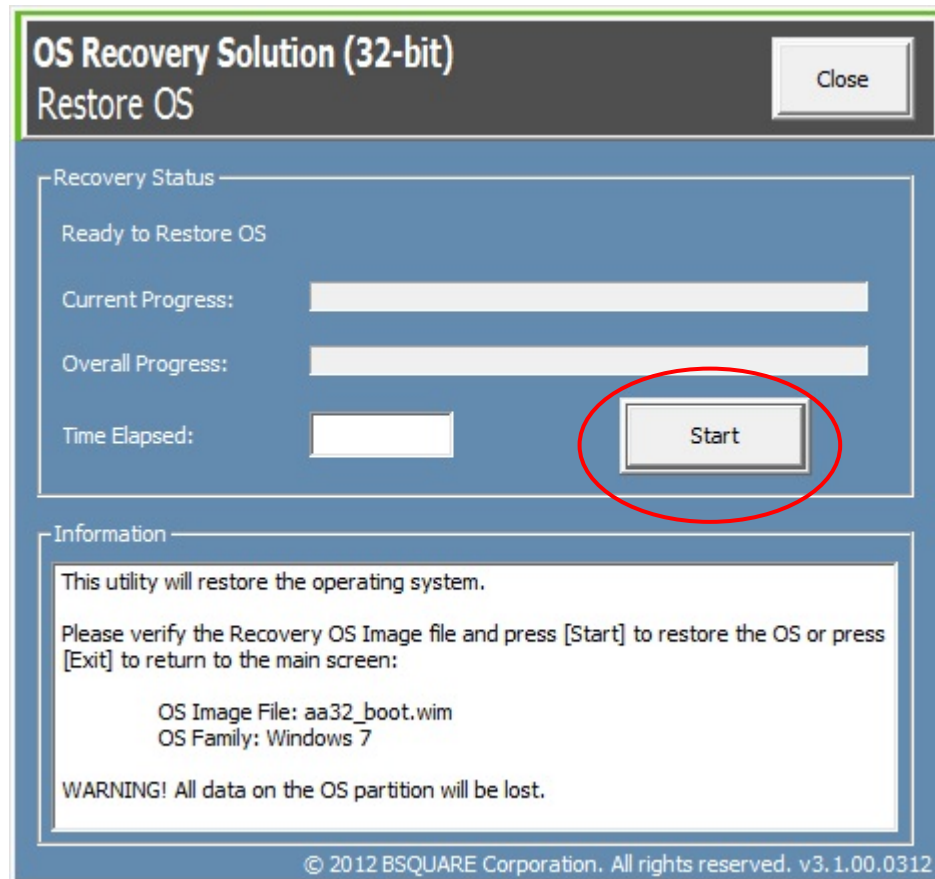 OS Recovery Solution (32-bit)
Restore OS
Close
Recovery Status
Ready to Restore OS
Current Progress:
Overall Progress:
Time Elapsed:
Start
Information
This utility will restore the operating system.
Please verify the Recovery OS Image file and press [Start] to restore the OS or press
[Exit] to return to the main screen:
OS Image File: aa32_boot.wim
OS Family: Windows 7
WARNING! All data on the OS partition will be lost.
© 2012 BSQUARE Corporation. All rights reserved. v3.1.00.0312